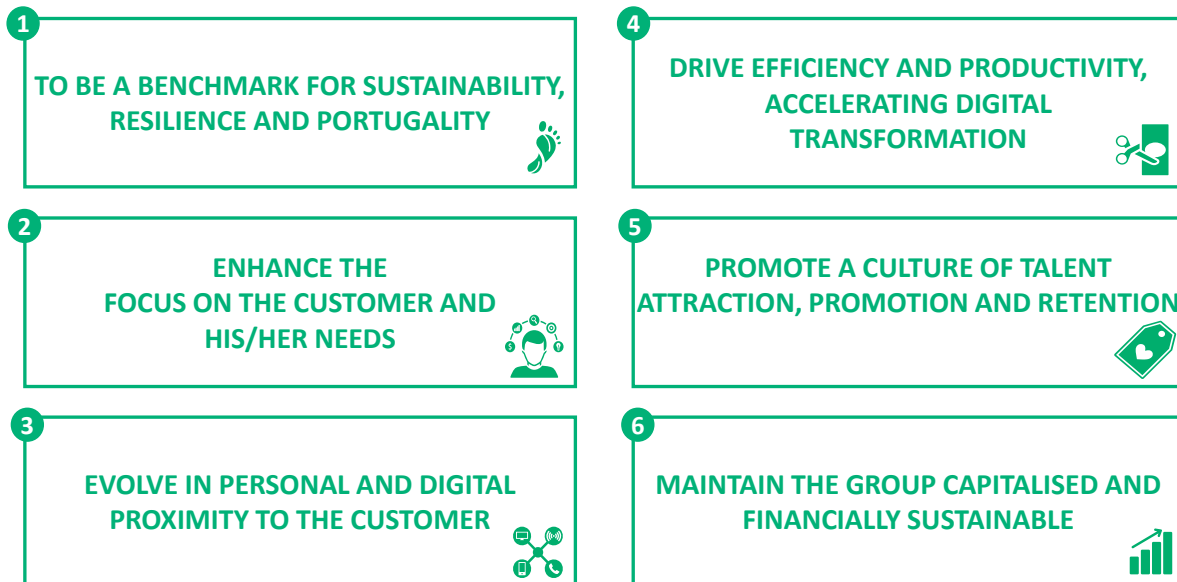 1
TO BE A BENCHMARK FOR SUSTAINABILITY,
RESILIENCE AND PORTUGALITY
2
ENHANCE THE
FOCUS ON THE CUSTOMER AND
HIS/HER NEEDS
3
EVOLVE IN PERSONAL AND DIGITAL
PROXIMITY TO THE CUSTOMER
4
DRIVE EFFICIENCY AND PRODUCTIVITY,
ACCELERATING DIGITAL
TRANSFORMATION
5
PROMOTE A CULTURE OF TALENT
ATTRACTION, PROMOTION AND RETENTION
6
MAINTAIN THE GROUP CAPITALISED AND
FINANCIALLY SUSTAINABLE